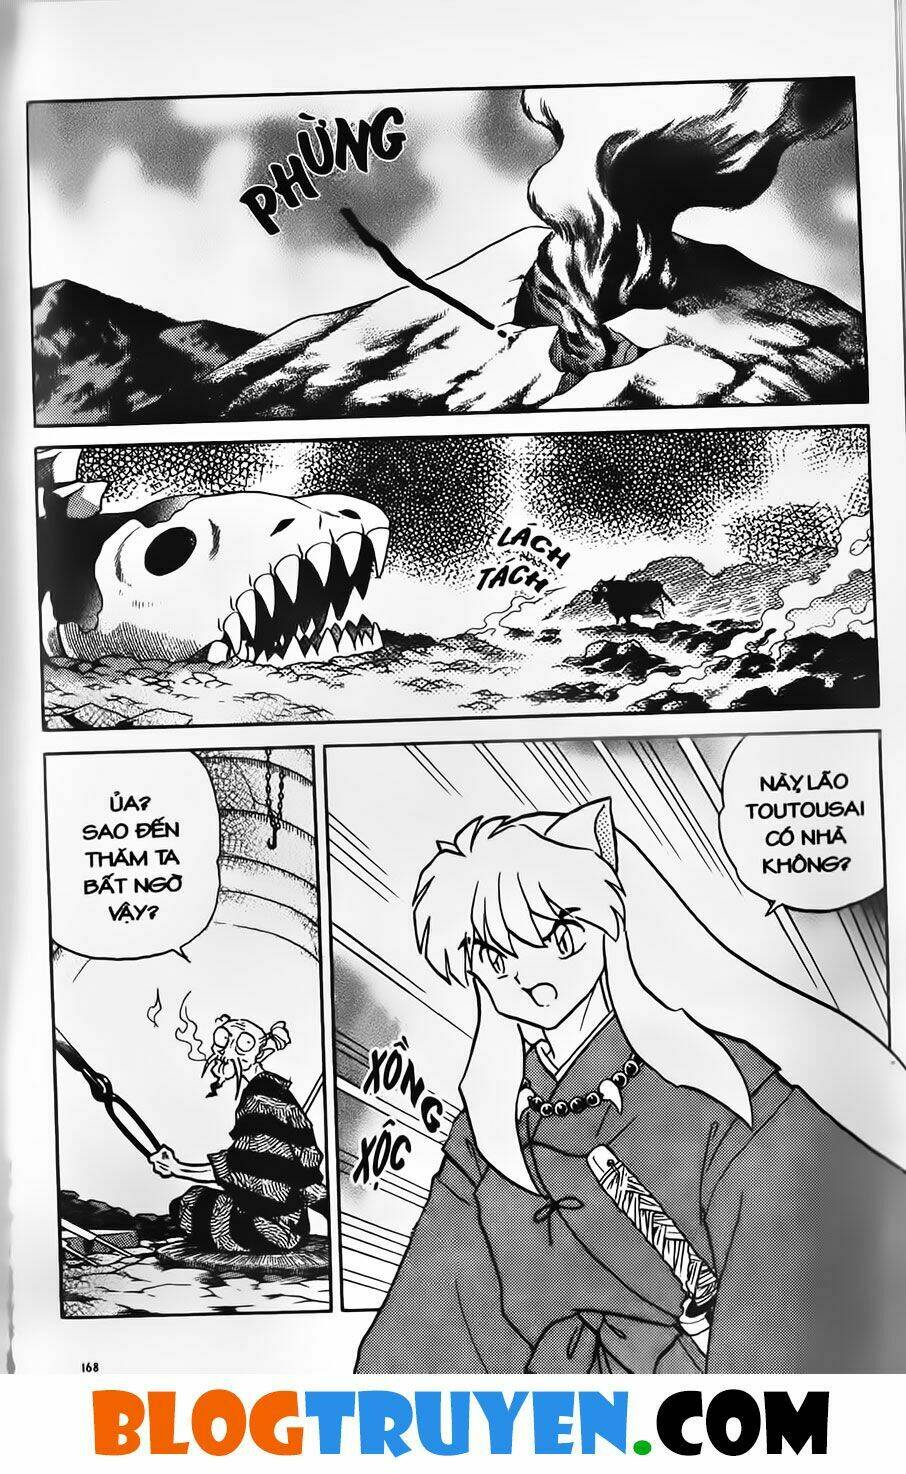 PHÙNG
LÁCH
TÁCH
NÀY, LÃO
TOUTOUSAI
CÓ NHÀ
KHÔNG?
XỒNG
XỘC
ỦA?
SAO ĐẾN
THĂM TA
BẤT NGỜ
VẬY?
168
BLOGTRUYEN.COM